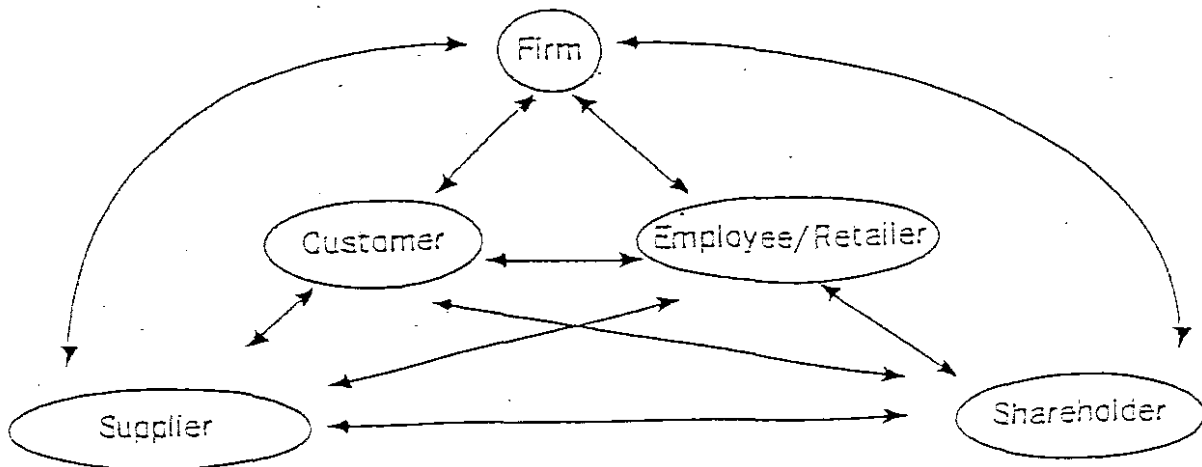 Firm
Customer
Employee/Retailer
Supplier
Shareholder